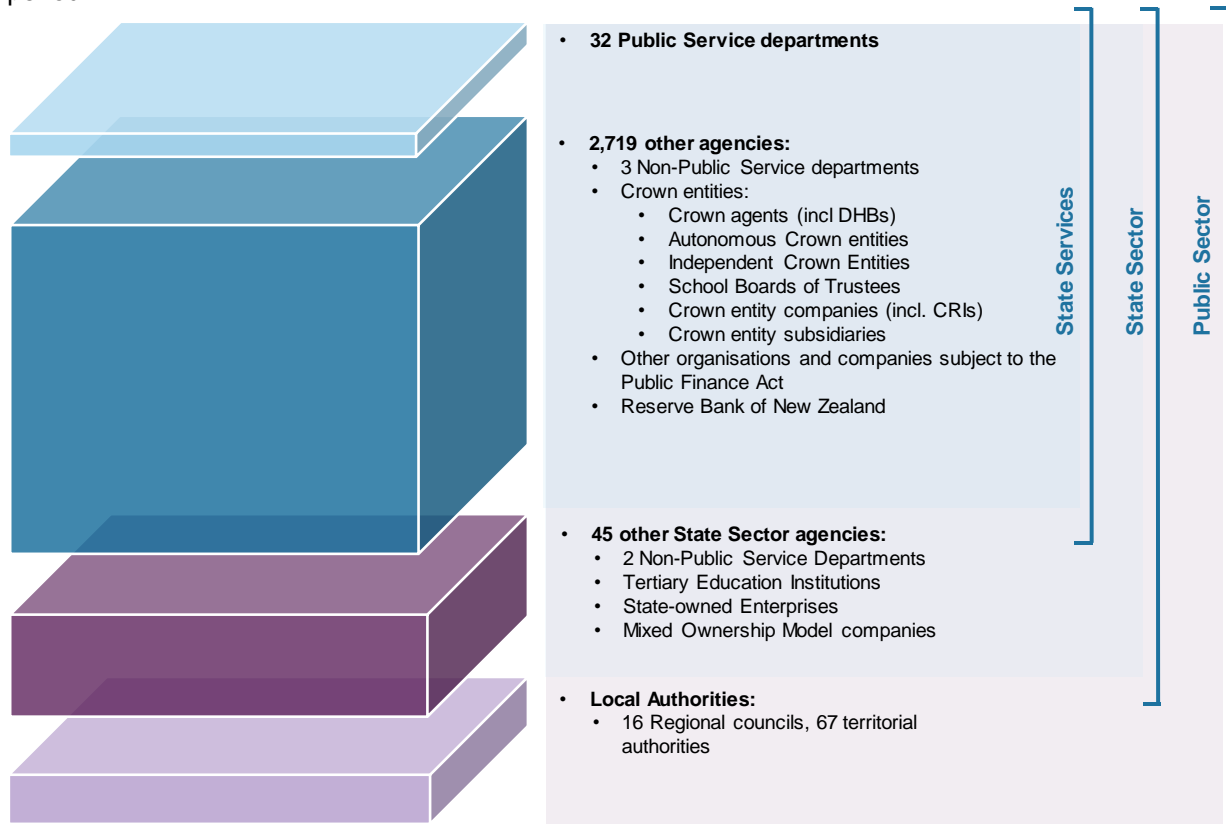 • 32 Public Service departments
• 2,719 other agencies:
• 3 Non-Public Service departments
• Crown entities:
• Crown agents (incl DHBs)
• Autonomous Crown entities
• Independent Crown Entities
• School Boards of Trustees
• Crown entity companies (incl. CRIs)
• Crown entity subsidiaries
• Other organisations and companies subject to the
Public Finance Act
• Reserve Bank of New Zealand
• 45 other State Sector agencies:
• 2 Non-Public Service Departments
• Tertiary Education Institutions
• State-owned Enterprises
• Mixed Ownership Model companies
• Local Authorities:
• 16 Regional councils, 67 territorial
authorities
State Services
State Sector
Public Sector